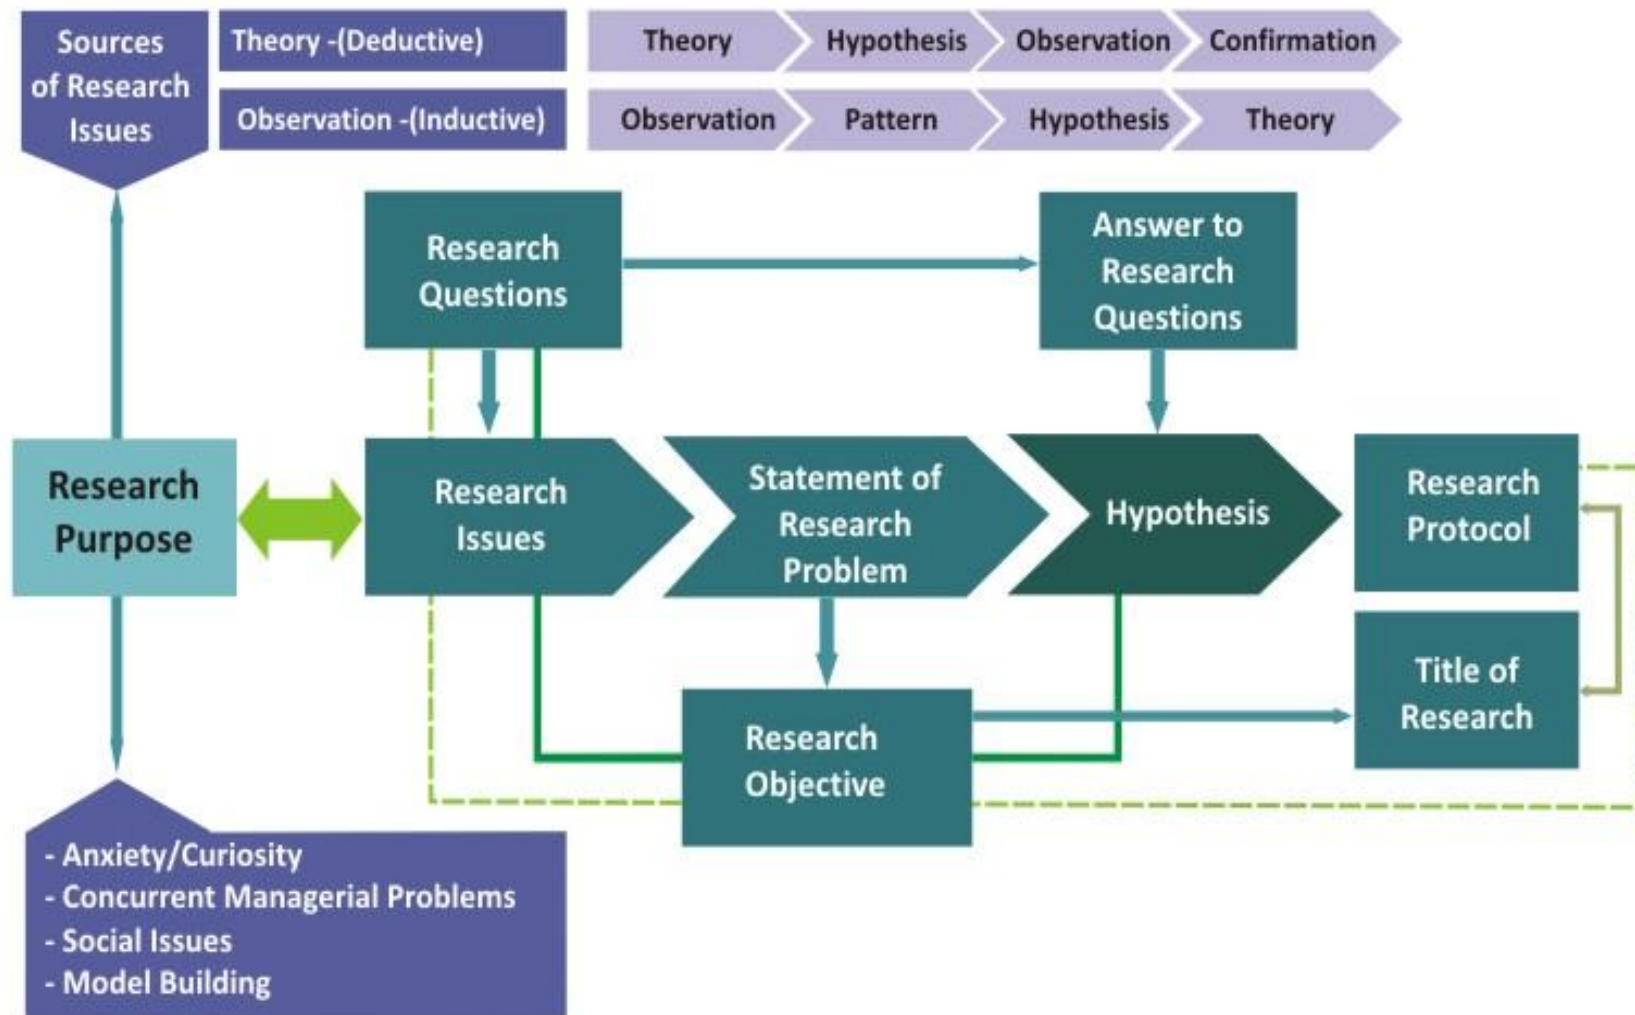 Sources
of Research
Issues
Theory -(Deductive)
Theory
Hypothesis
Observation
Confirmation
Observation -(Inductive)
Observation
Pattern
Hypothesis
Theory
Research
Questions
Answer to
Research
Questions
Research
Purpose
Research
Issues
Statement of
Research
Problem
Hypothesis
Research
Protocol
Research
Objective
Title of
Research
- Anxiety/Curiosity
- Concurrent Managerial Problems
- Social Issues
- Model Building